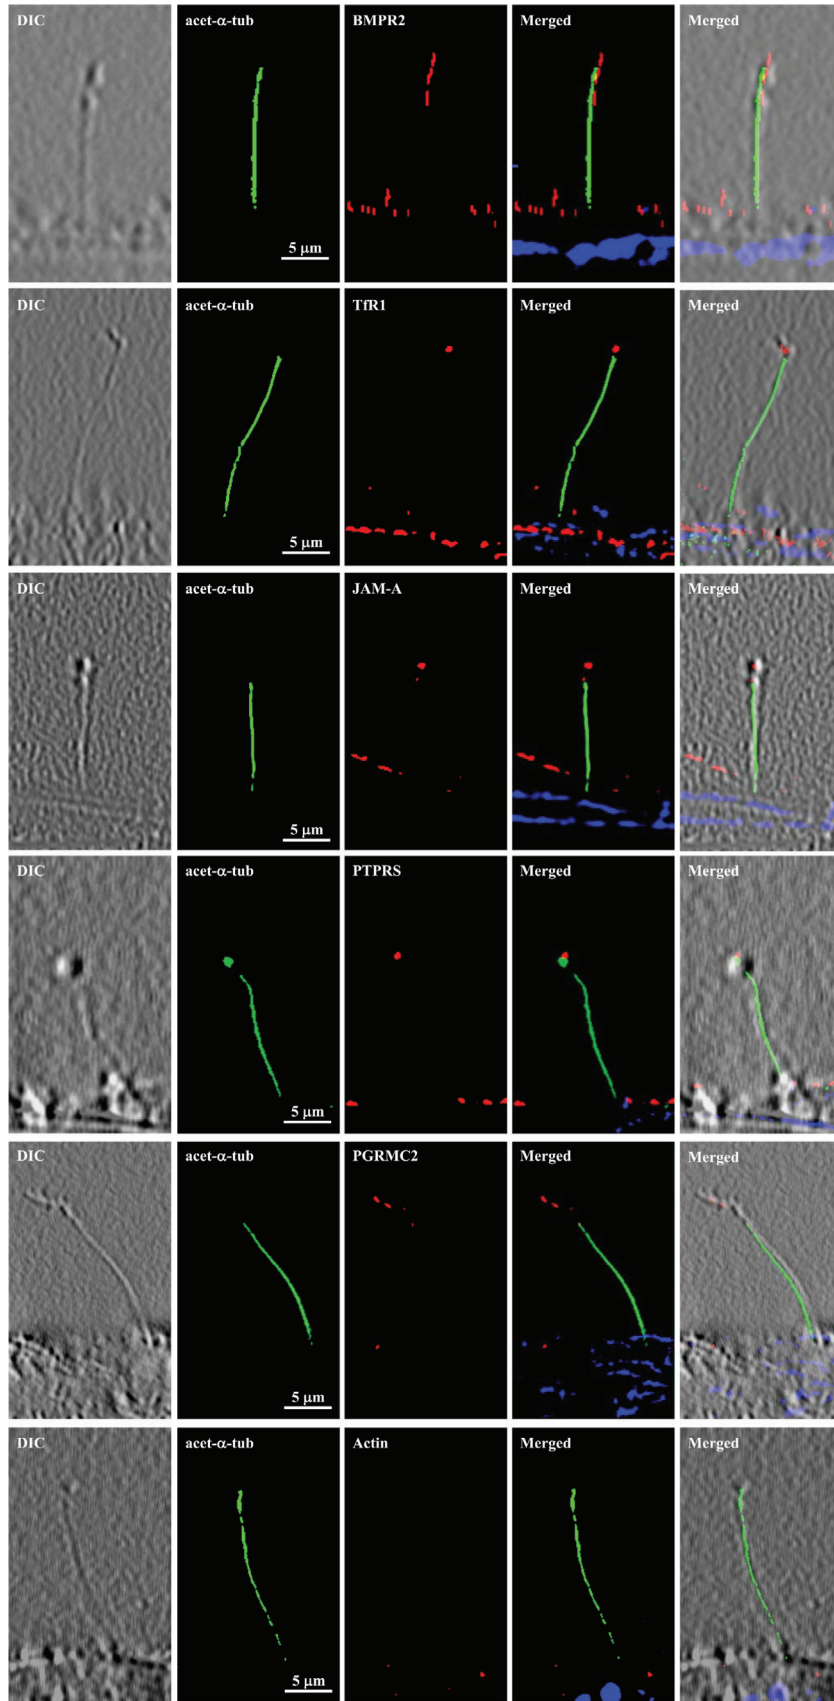 DIC acet-α-tub BMPR2 Merged Merged
5 μm
DIC acet-α-tub TfR1 Merged Merged
5 μm
DIC acet-α-tub JAM-A Merged Merged
5 μm
DIC acet-α-tub PTPRS Merged Merged
5 μm
DIC acet-α-tub PGRMC2 Merged Merged
5 μm
DIC acet-α-tub Actin Merged Merged
5 μm